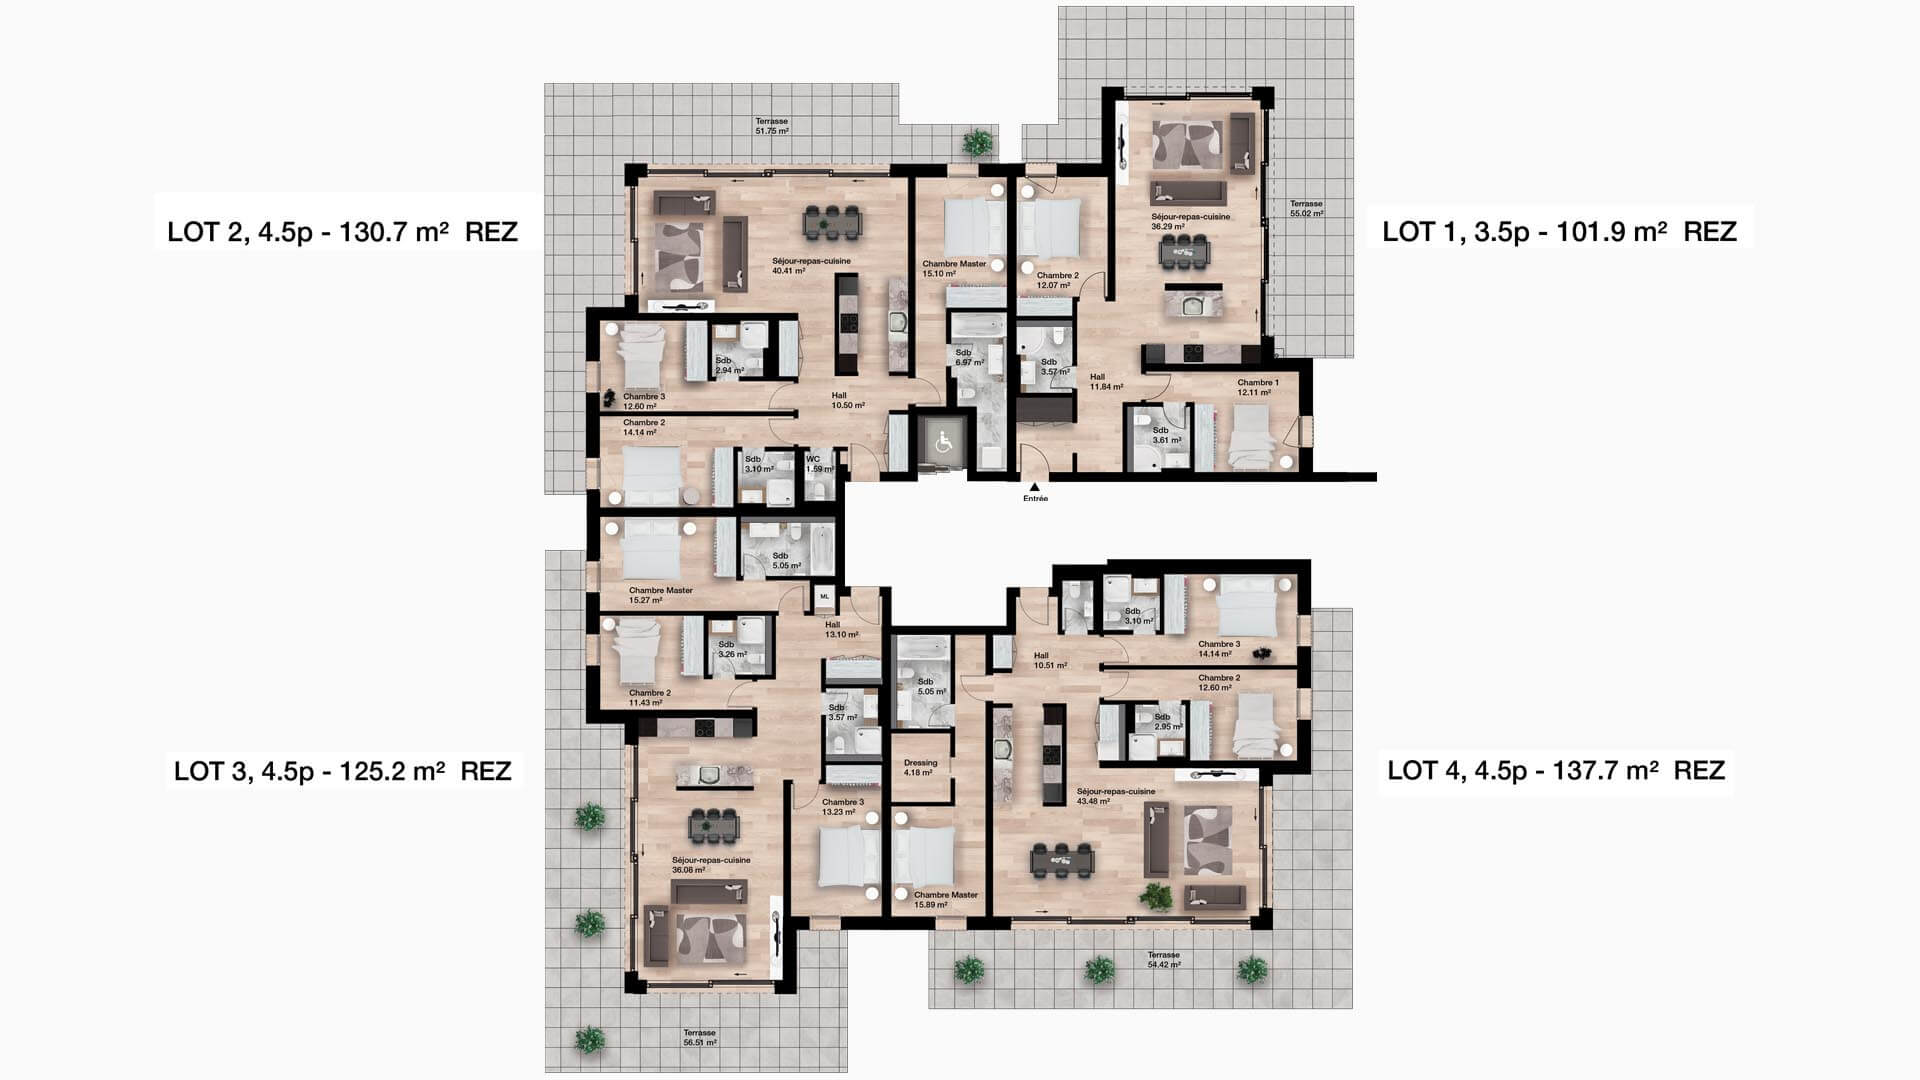 LOT 2, 4.5p - 130.7 m² REZ
Terrasse
51.75 m²
Séjour-repas-cuisine
40.41 m²
Chambre Master
15.10 m²
Chambre 3
12.60 m²
Sdb
2.94 m²
Sdb
6.97 m²
Hall
10.50 m²
Chambre 2
14.14 m²
Sdb
3.10 m²
WC
1.59 m²
LOT 1, 3.5p - 101.9 m² REZ
Terrasse
55.02 m²
Séjour-repas-cuisine
36.29 m²
Chambre 2
12.07 m²
Sdb
3.57 m²
Hall
11.84 m²
Chambre 1
12.11 m²
Sdb
3.61 m²
Entrée
LOT 3, 4.5p - 125.2 m² REZ
Sdb
5.05 m²
Chambre Master
15.27 m²
ML
Hall
13.10 m²
Sdb
3.26 m²
Chambre 2
11.43 m²
Sdb
3.57 m²
Chambre 3
13.23 m²
Séjour-repas-cuisine
36.08 m²
Terrasse
56.51 m²
LOT 4, 4.5p - 137.7 m² REZ
Sdb
3.10 m²
Chambre 3
14.14 m²
Hall
10.51 m²
Sdb
5.05 m²
Chambre 2
12.60 m²
Sdb
2.95 m²
Dressing
4.18 m²
Séjour-repas-cuisine
43.48 m²
Chambre Master
15.89 m²
Terrasse
54.42 m²